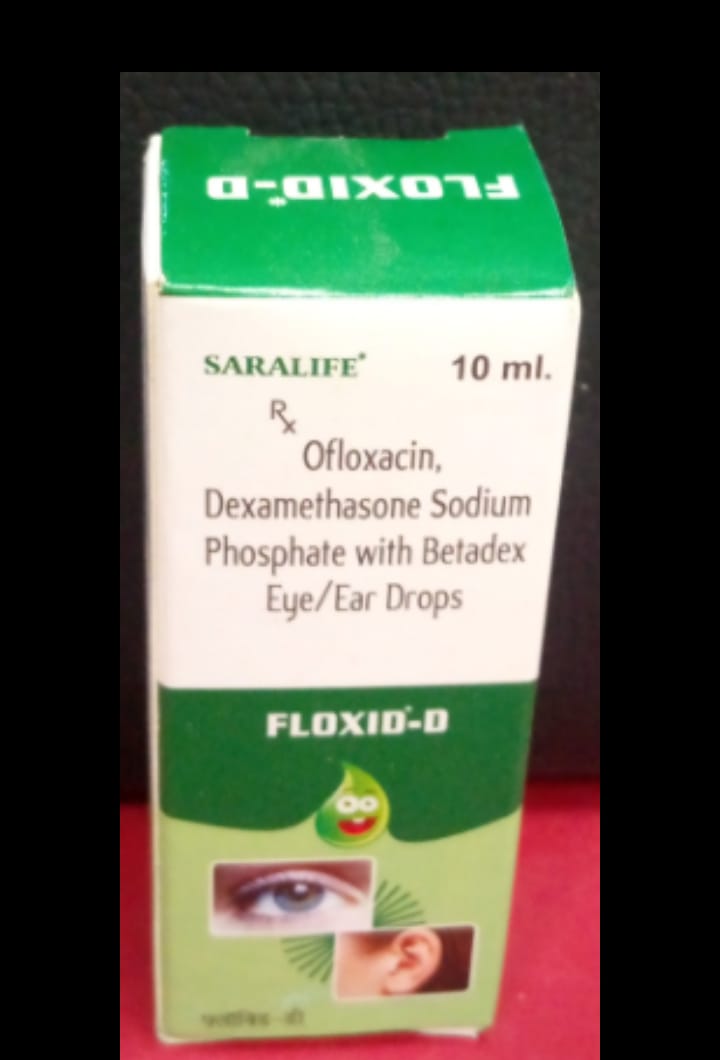 FLOXID-D
SARALIFE
10 ml.
Rx
Ofloxacin,
Dexamethasone Sodium
Phosphate with Betadex
Eye/Ear Drops
FLOXID-D